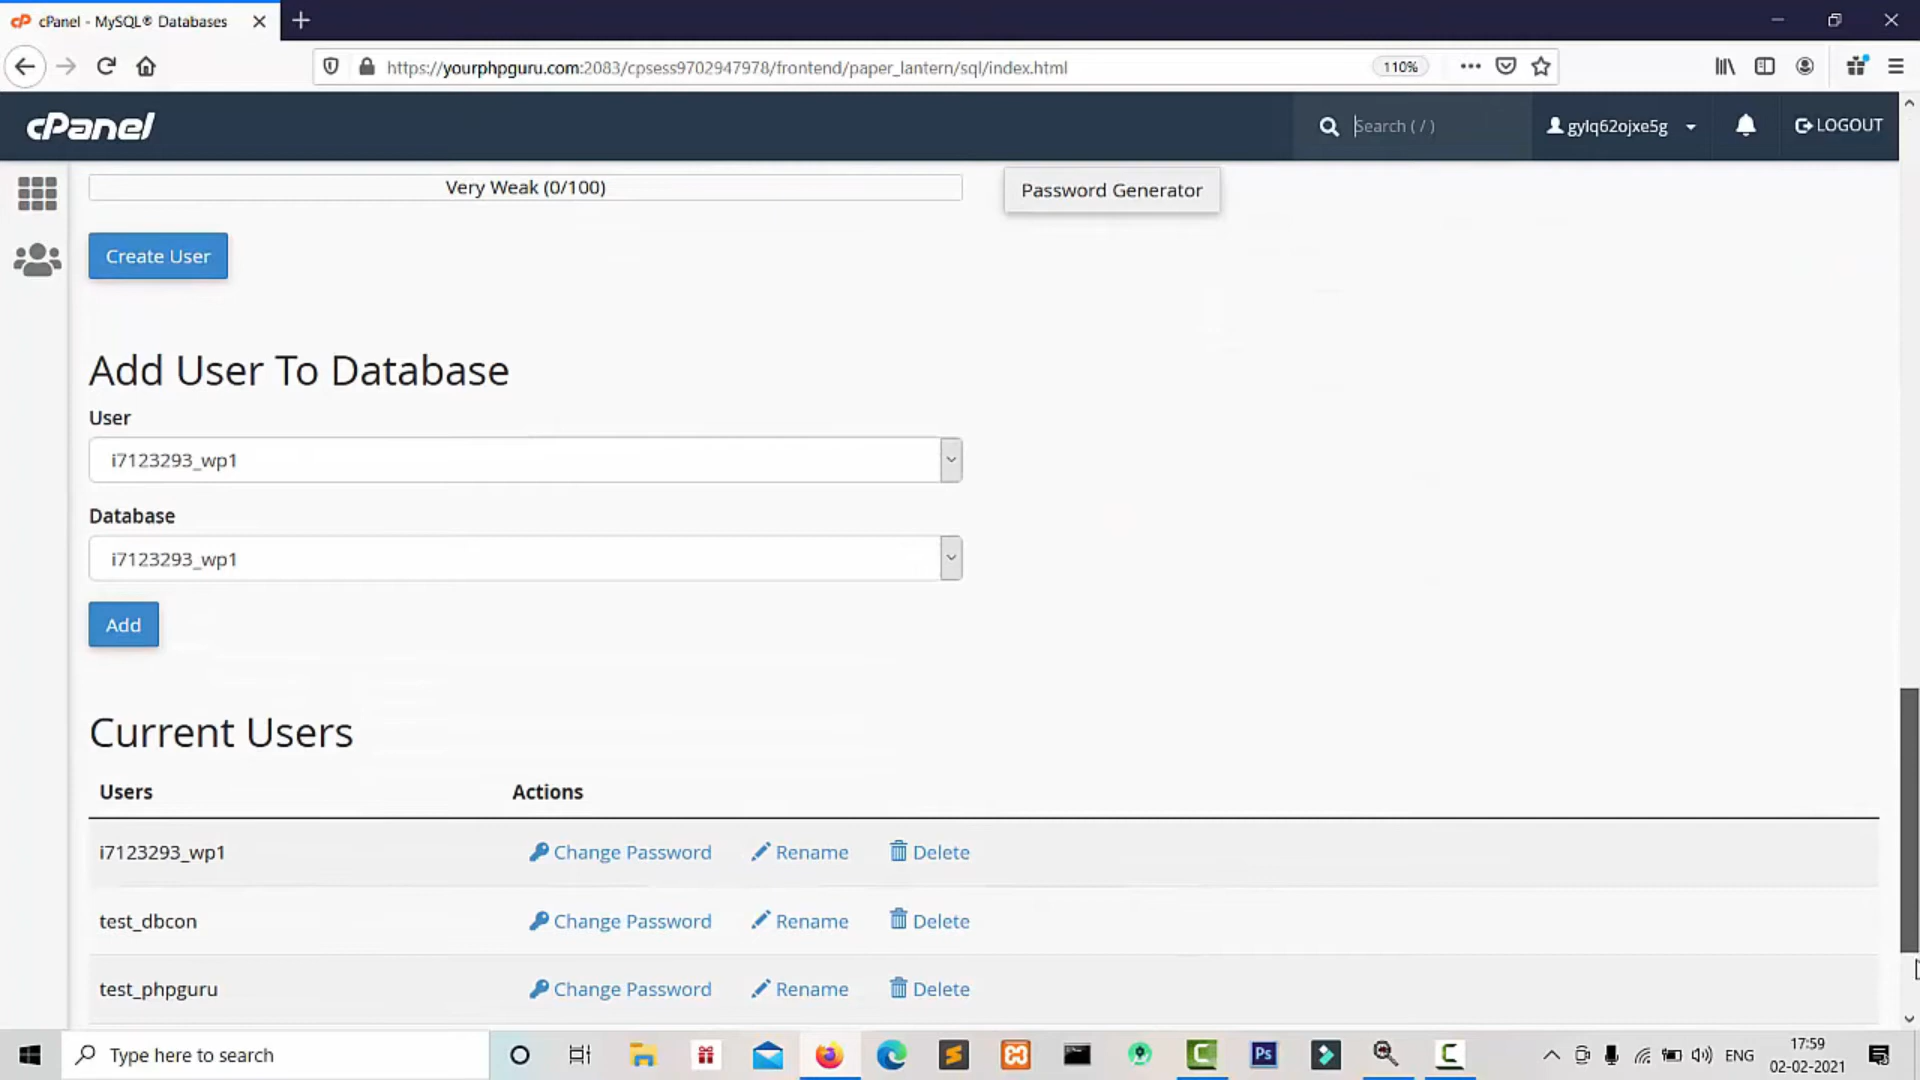 cPanel - MySQL® Databases
https://yourphpguru.com:2083/cpsess9702947978/frontend/paper_lantern/sql/index.html
110%
cPanel
Search ( / )
gylq62ojxe5g
LOGOUT
Very Weak (0/100)
Password Generator
Create User
Add User To Database
User
i7123293_wp1
Database
i7123293_wp1
Add
Current Users
Users Actions
i7123293_wp1 Change Password Rename Delete
test_dbcon Change Password Rename Delete
test_phpguru Change Password Rename Delete
Type here to search
Ps
ENG
17:59
02-02-2021